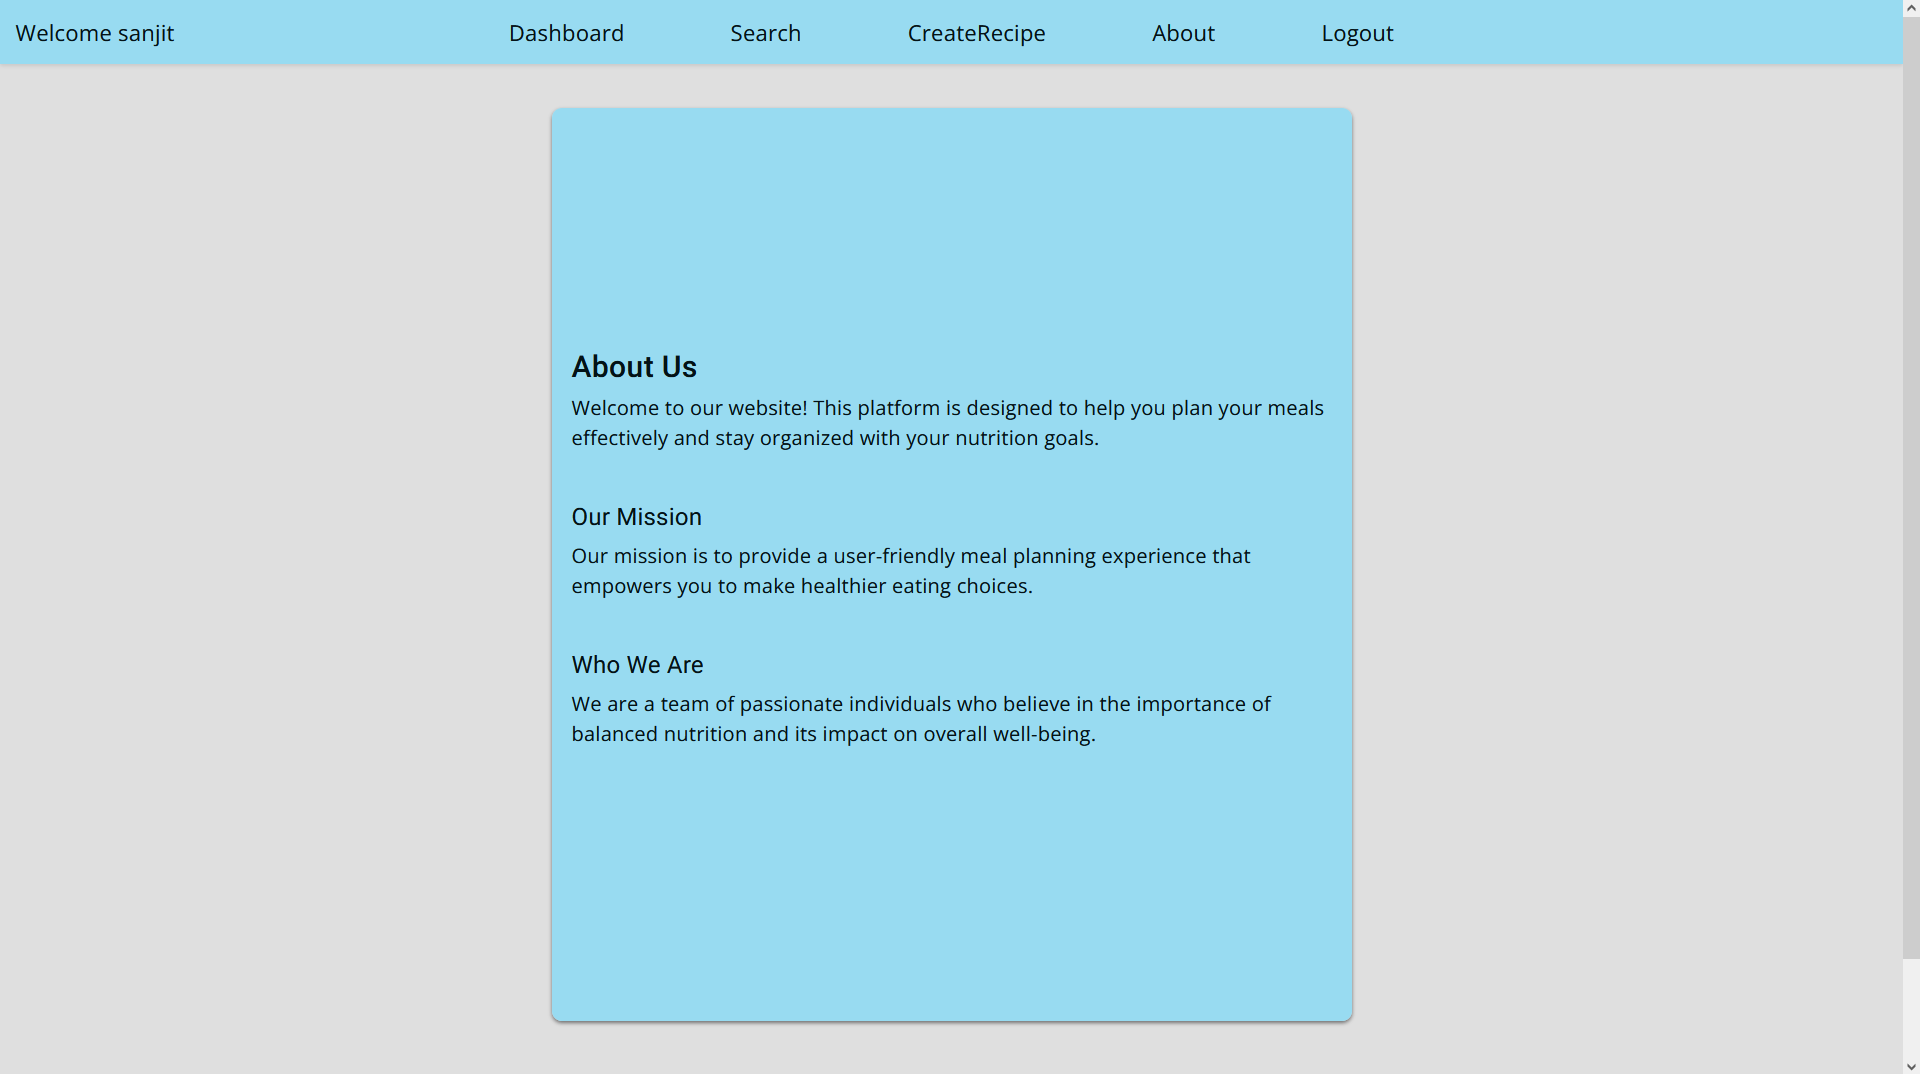 Welcome sanjit Dashboard Search CreateRecipe About Logout
About Us
Welcome to our website! This platform is designed to help you plan your meals
effectively and stay organized with your nutrition goals.
Our Mission
Our mission is to provide a user-friendly meal planning experience that
empowers you to make healthier eating choices.
Who We Are
We are a team of passionate individuals who believe in the importance of
balanced nutrition and its impact on overall well-being.